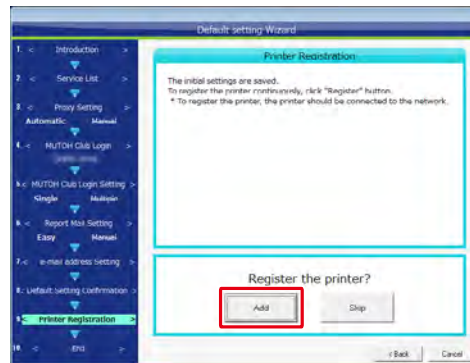 Default setting Wizard
1. < Introduction >
2. < Service List >
3. < Proxy Setting >
Automatic Manual
4. < MUTOH Club Login >
5.< MUTOH Club Login Setting >
Single Multiple
6. < Report Mail Setting >
Easy Manual
7.< e-mail address Setting >
8.< Default Setting Confirmation >
9.< Printer Registration >
10. < End >
Printer Registration
The initial settings are saved.
To register the printer continuously, click "Register" button.
* To register the printer, the printer should be connected to the network.
Register the printer?
Add
Skip
< Back
Cancel